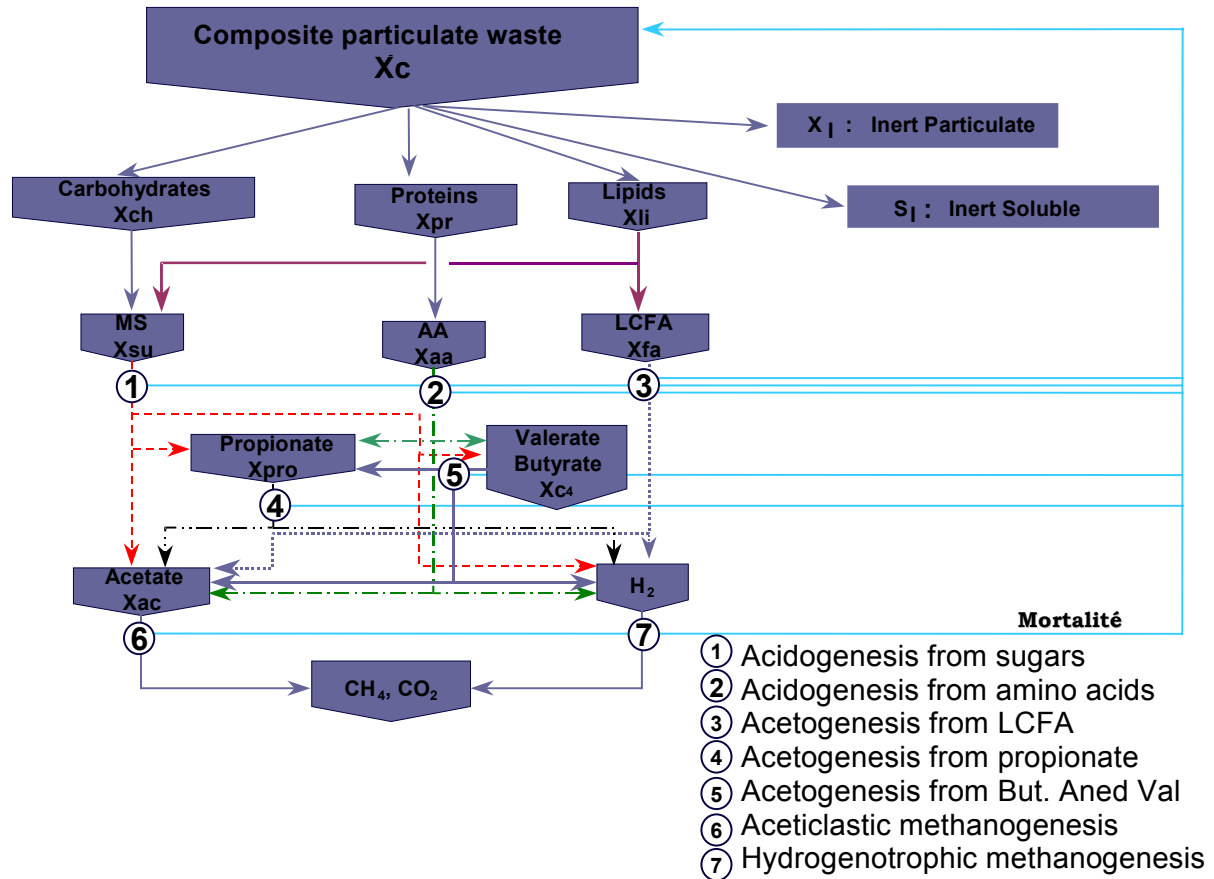 Composite particulate waste
Xc
X I : Inert Particulate
Carbohydrates
Xch
Proteins
Xpr
Lipids
Xli
S I : Inert Soluble
MS
Xsu
AA
Xaa
LCFA
Xfa
1
2
3
Propionate
Xpro
Valerate
Butyrate
Xc4
5
4
Acetate
Xac
H2
Mortalité
6
7
CH4, CO2
1 Acidogenesis from sugars
2 Acidogenesis from amino acids
3 Acetogenesis from LCFA
4 Acetogenesis from propionate
5 Acetogenesis from But. Aned Val
6 Aceticlastic methanogenesis
7 Hydrogenotrophic methanogenesis